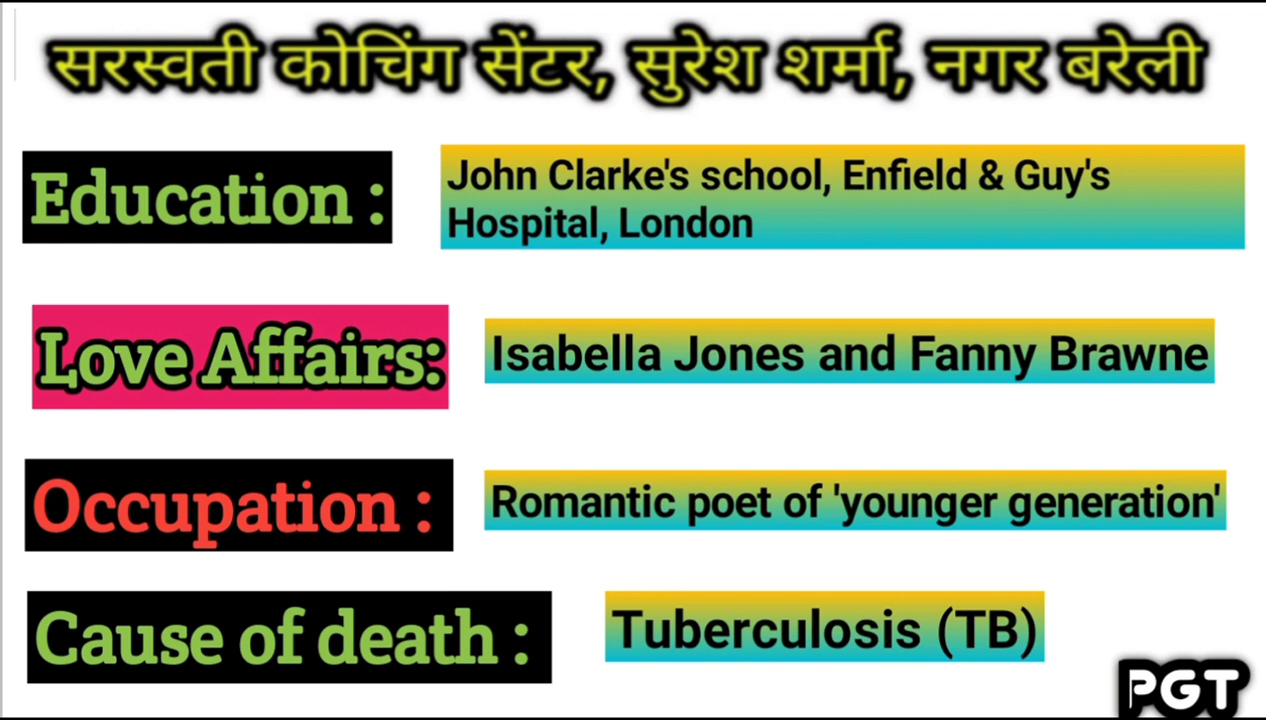 सरस्वती कोचिंग सेंटर, सुरेश शर्मा, नगर बरेली
Education :
John Clarke's school, Enfield & Guy's
Hospital, London
Love Affairs:
Isabella Jones and Fanny Brawne
Occupation :
Romantic poet of 'younger generation'
Cause of death :
Tuberculosis (TB)
PGT